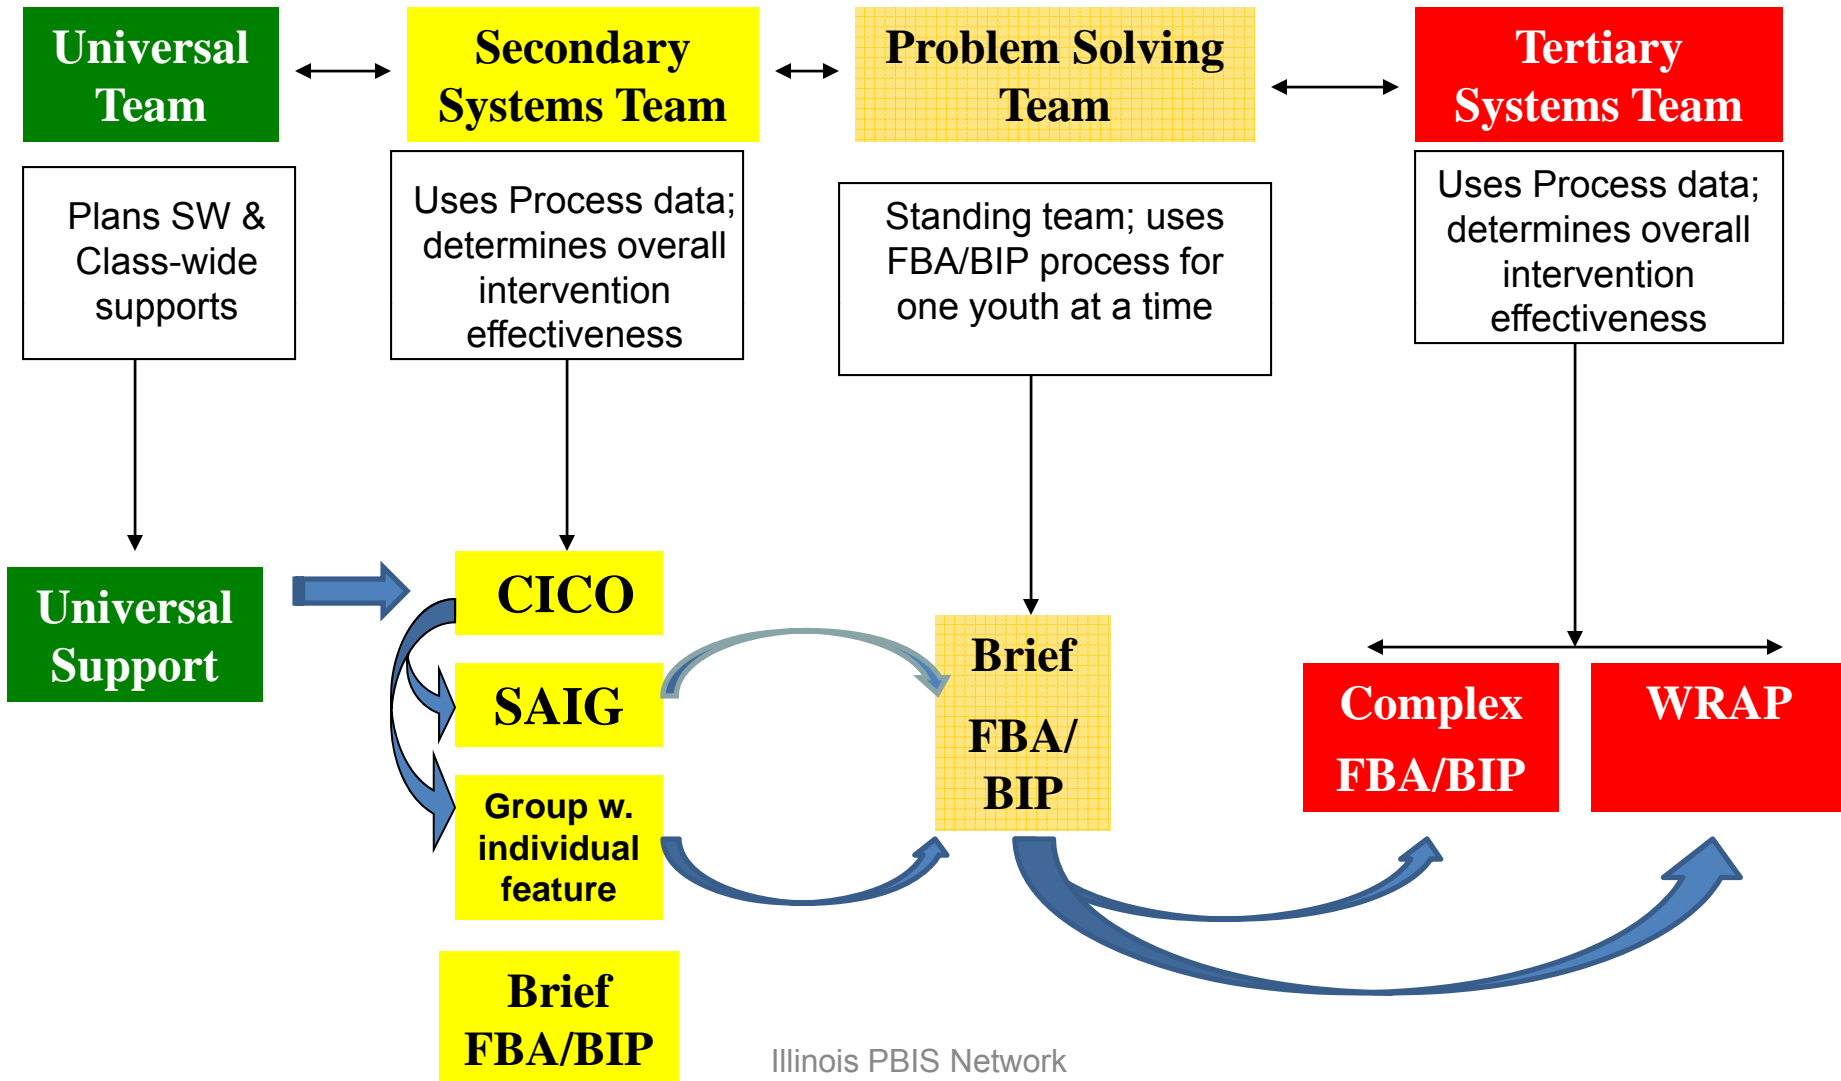 Universal
Team
Secondary
Systems Team
Problem Solving
Team
Tertiary
Systems Team
Plans SW &
Class-wide
supports
Uses Process data;
determines overall
intervention
effectiveness
Standing team; uses
FBA/BIP process for
one youth at a time
Uses Process data;
determines overall
intervention
effectiveness
Universal
Support
CICO
SAIG
Group w.
individual
feature
Brief
FBA/BIP
Brief
FBA/
BIP
Complex
FBA/BIP
WRAP
Illinois PBIS Network